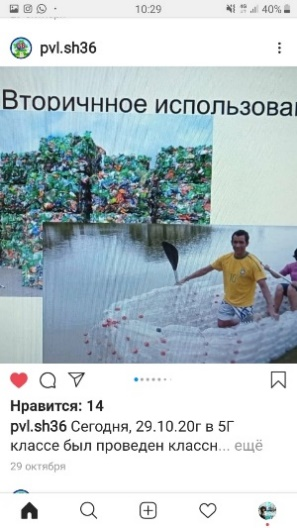 10:29
40%
pvl.sh36
Вторичнное использова
Нравится: 14
pvl.sh36 Сегодня, 29.10.20г в 5Г
классе был проведен классн... ещё
29 октября